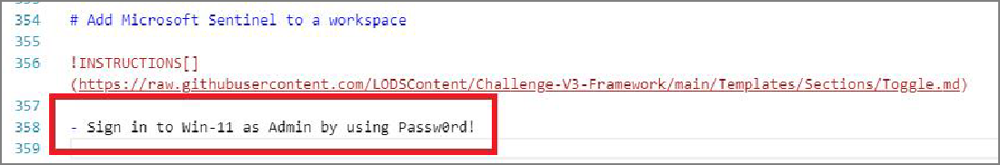 354 # Add Microsoft Sentinel to a workspace
355
356 !INSTRUCTIONS[]
(https://raw.githubusercontent.com/LODSContent/Challenge-V3-Framework/main/Templates/Sections/Toggle.md)
357
358 - Sign in to Win-11 as Admin by using Passw0rd!
359